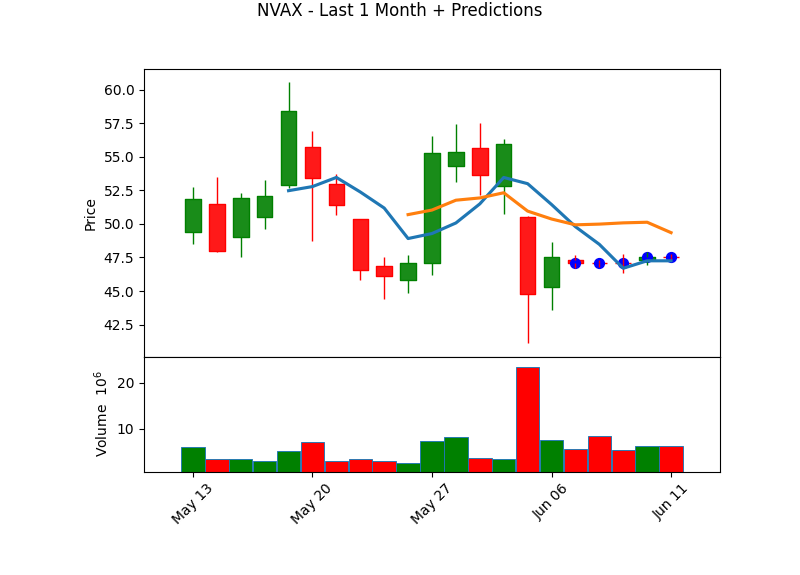 NVAX - Last 1 Month + Predictions
60.0
57.5
55.0
52.5
50.0
47.5
45.0
42.5
Price
20
10
Volume 10^6
May 13
May 20
May 27
Jun 06
Jun 11